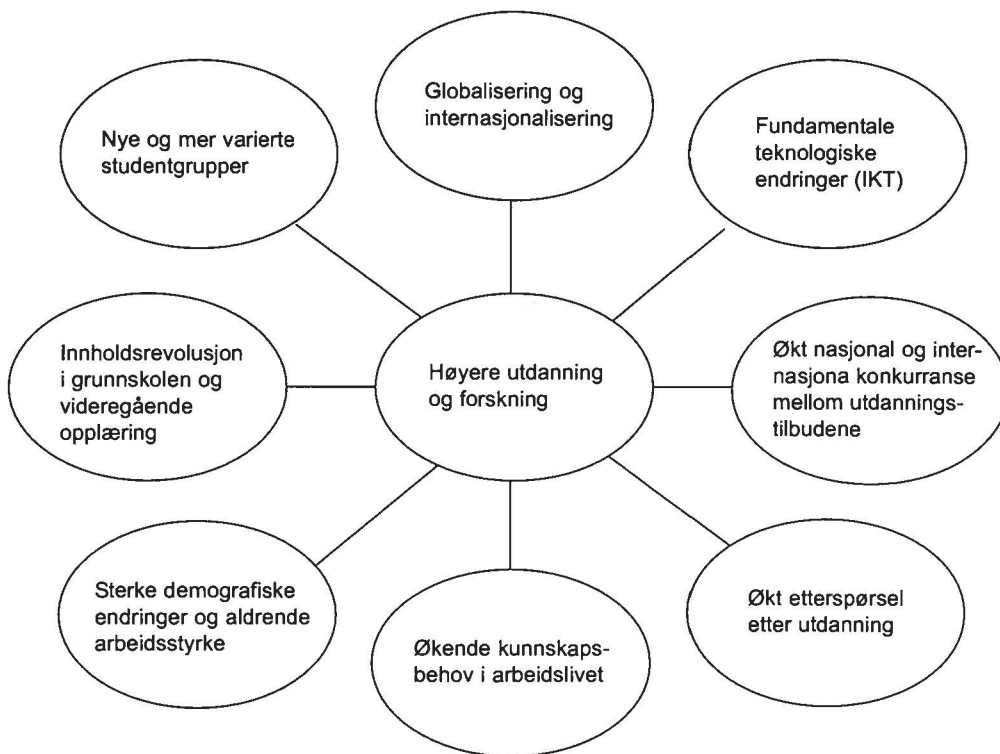 Globalisering og
internasjonalisering
Nye og mer varierte
studentgrupper
Fundamentale
teknologiske
endringer (IKT)
Innholdsrevolusjon
i grunnskolen og
videregående
opplæring
Høyere utdanning
og forskning
Økt nasjonal og inter-
nasjona konkurranse
mellom utdannings-
tilbudene
Sterke demografiske
endringer og aldrende
arbeidsstyrke
Økende kunnskaps-
behov i arbeidslivet
Økt etterspørsel
etter utdanning